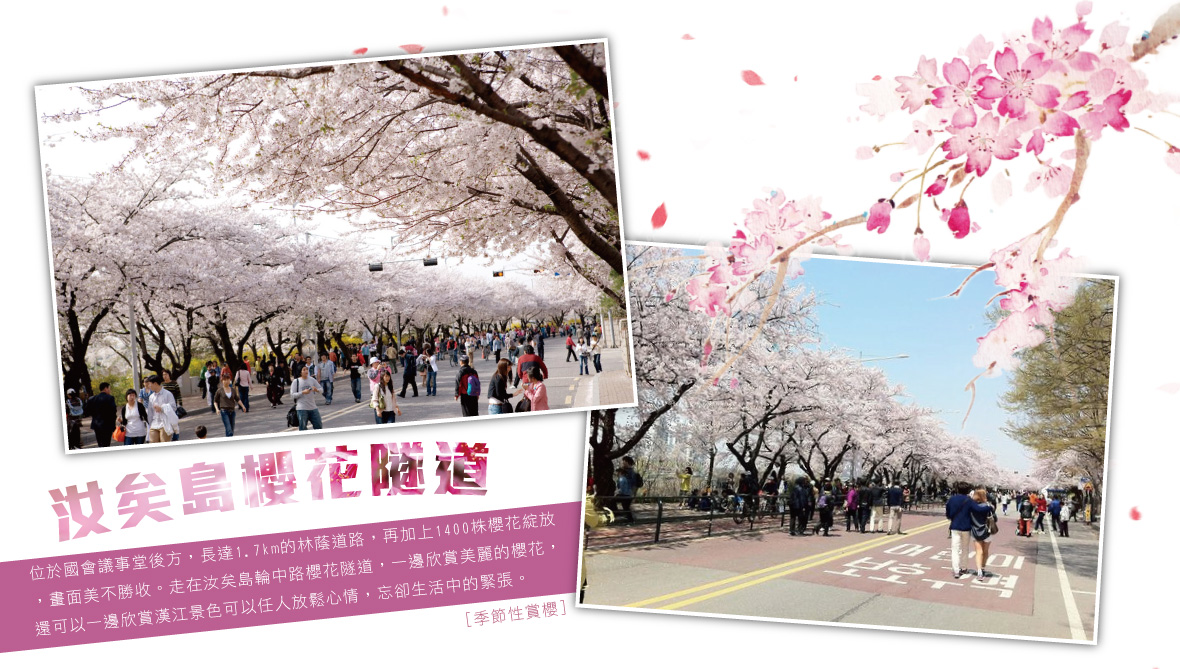 汝矣島櫻花隧道
位於國會議事堂後方，長達1.7km的林蔭道路，再加上1400株櫻花綻放
，畫面美不勝收。走在汝矣島輪中路櫻花隧道，一邊欣賞美麗的櫻花，
還可以一邊欣賞漢江景色可以任人放鬆心情，忘卻生活中的緊張。
[季節性賞櫻]